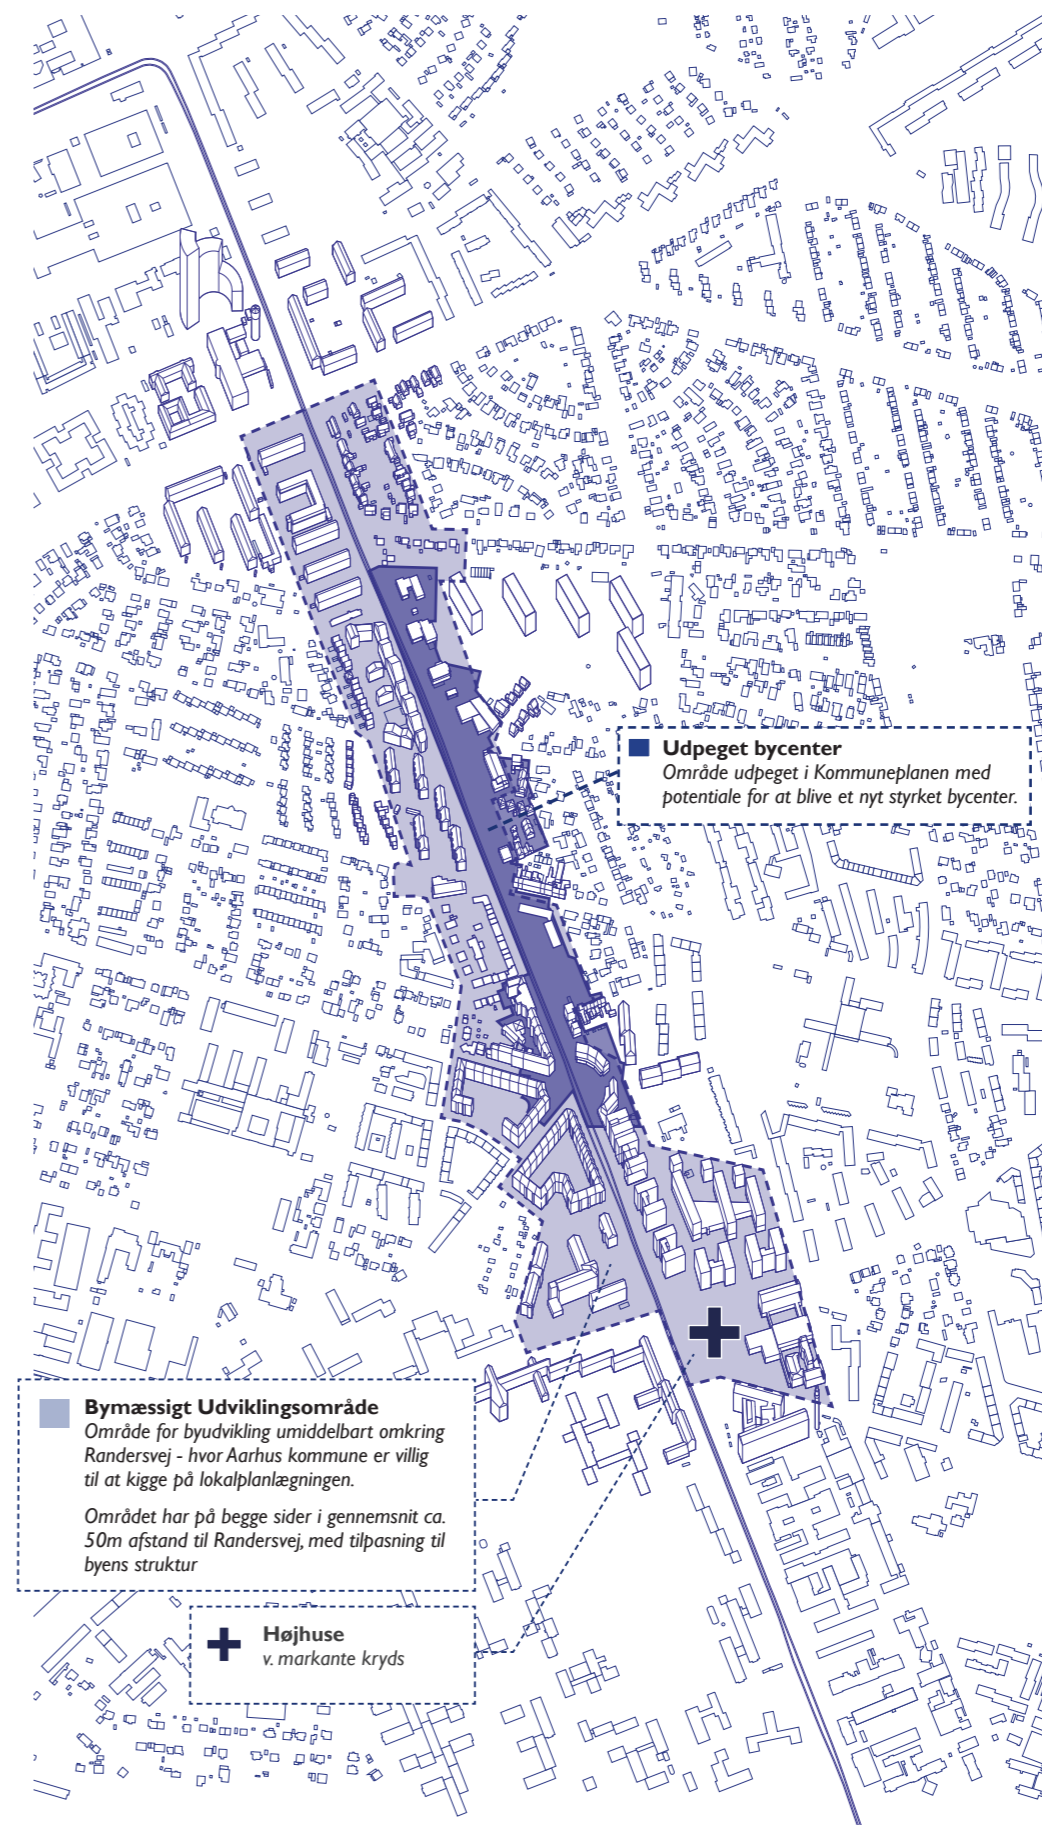 Udpeget bycenter
Område udpeget i Kommuneplanen med
potentiale for at blive et nyt styrket bycenter.
Bymæssigt Udviklingsområde
Område for byudvikling umiddelbart omkring
Randersvej - hvor Aarhus kommune er villig
til at kigge på lokalplanlægningen.
Området har på begge sider i gennemsnit ca.
50m afstand til Randersvej, med tilpasning til
byens struktur
Højhuse
v. markante kryds